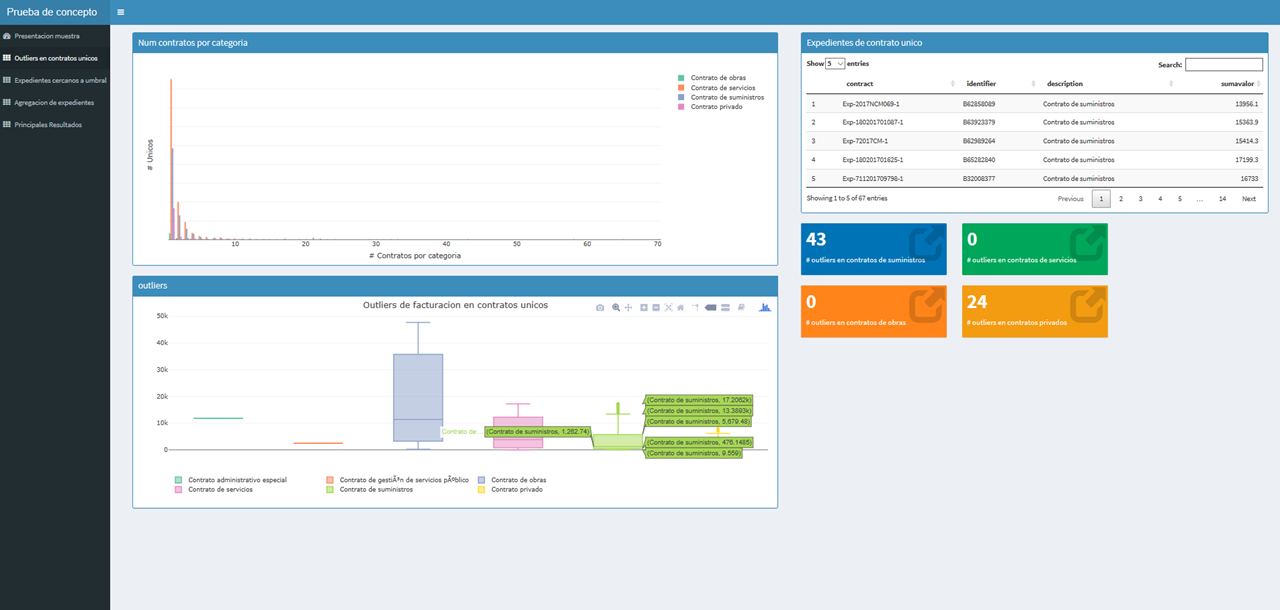 Prueba de concepto
Presentacion muestra
Outliers en contratos unicos
Expedientes cercanos a umbral
Agregacion de expedientes
Principales Resultados
Num contratos por categoria
Contrato de obras
Contrato de servicios
Contrato de suministros
Contrato privado
# Unicos
10 20 30 40 50 60 70
# Contratos por categoria
outliers
Outliers de facturacion en contratos unicos
50k
40k
30k
20k
10k
0
Contrato de
(Contrato de suministros, 1,262.74)
(Contrato de suministros, 17.2062k)
(Contrato de suministros, 13.3893k)
(Contrato de suministros, 5,679.48)
(Contrato de suministros, 476.1485)
(Contrato de suministros, 9.559)
Contrato administrativo especial Contrato de gestiÃ³n de servicios pÃºblico Contrato de obras
Contrato de servicios Contrato de suministros Contrato privado
Expedientes de contrato unico
Show 5 entries Search:
contract identifier description sumavalor
1 Exp-2017NCM069-1 B62858089 Contrato de suministros 13956.1
2 Exp-180201701087-1 B63923379 Contrato de suministros 15363.9
3 Exp-72017CM-1 B62989264 Contrato de suministros 15414.3
4 Exp-180201701625-1 B65282840 Contrato de suministros 17199.3
5 Exp-711201709798-1 B32008377 Contrato de suministros 16733
Showing 1 to 5 of 67 entries Previous 1 2 3 4 5 ... 14 Next
43
# outliers en contratos de suministros
0
# outliers en contratos de servicios
0
# outliers en contratos de obras
24
# outliers en contratos privados